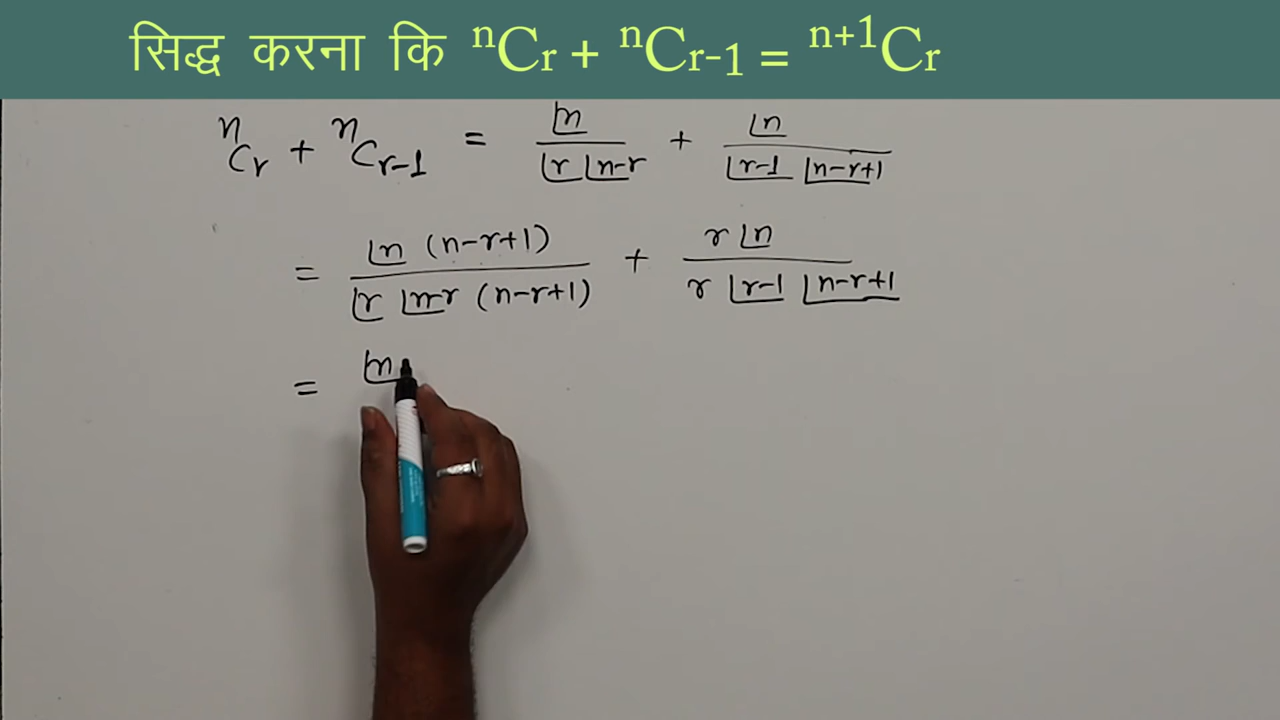 सिद्ध करना कि ⁿCr + ⁿCr-1 = ⁿ⁺¹Cr
ⁿCr + ⁿCr-1 = |n / |r |n-r + |n / |r-1 |n-r+1
= |n (n-r+1) / |r |n-r (n-r+1) + r |n / r |r-1 |n-r+1
= |n